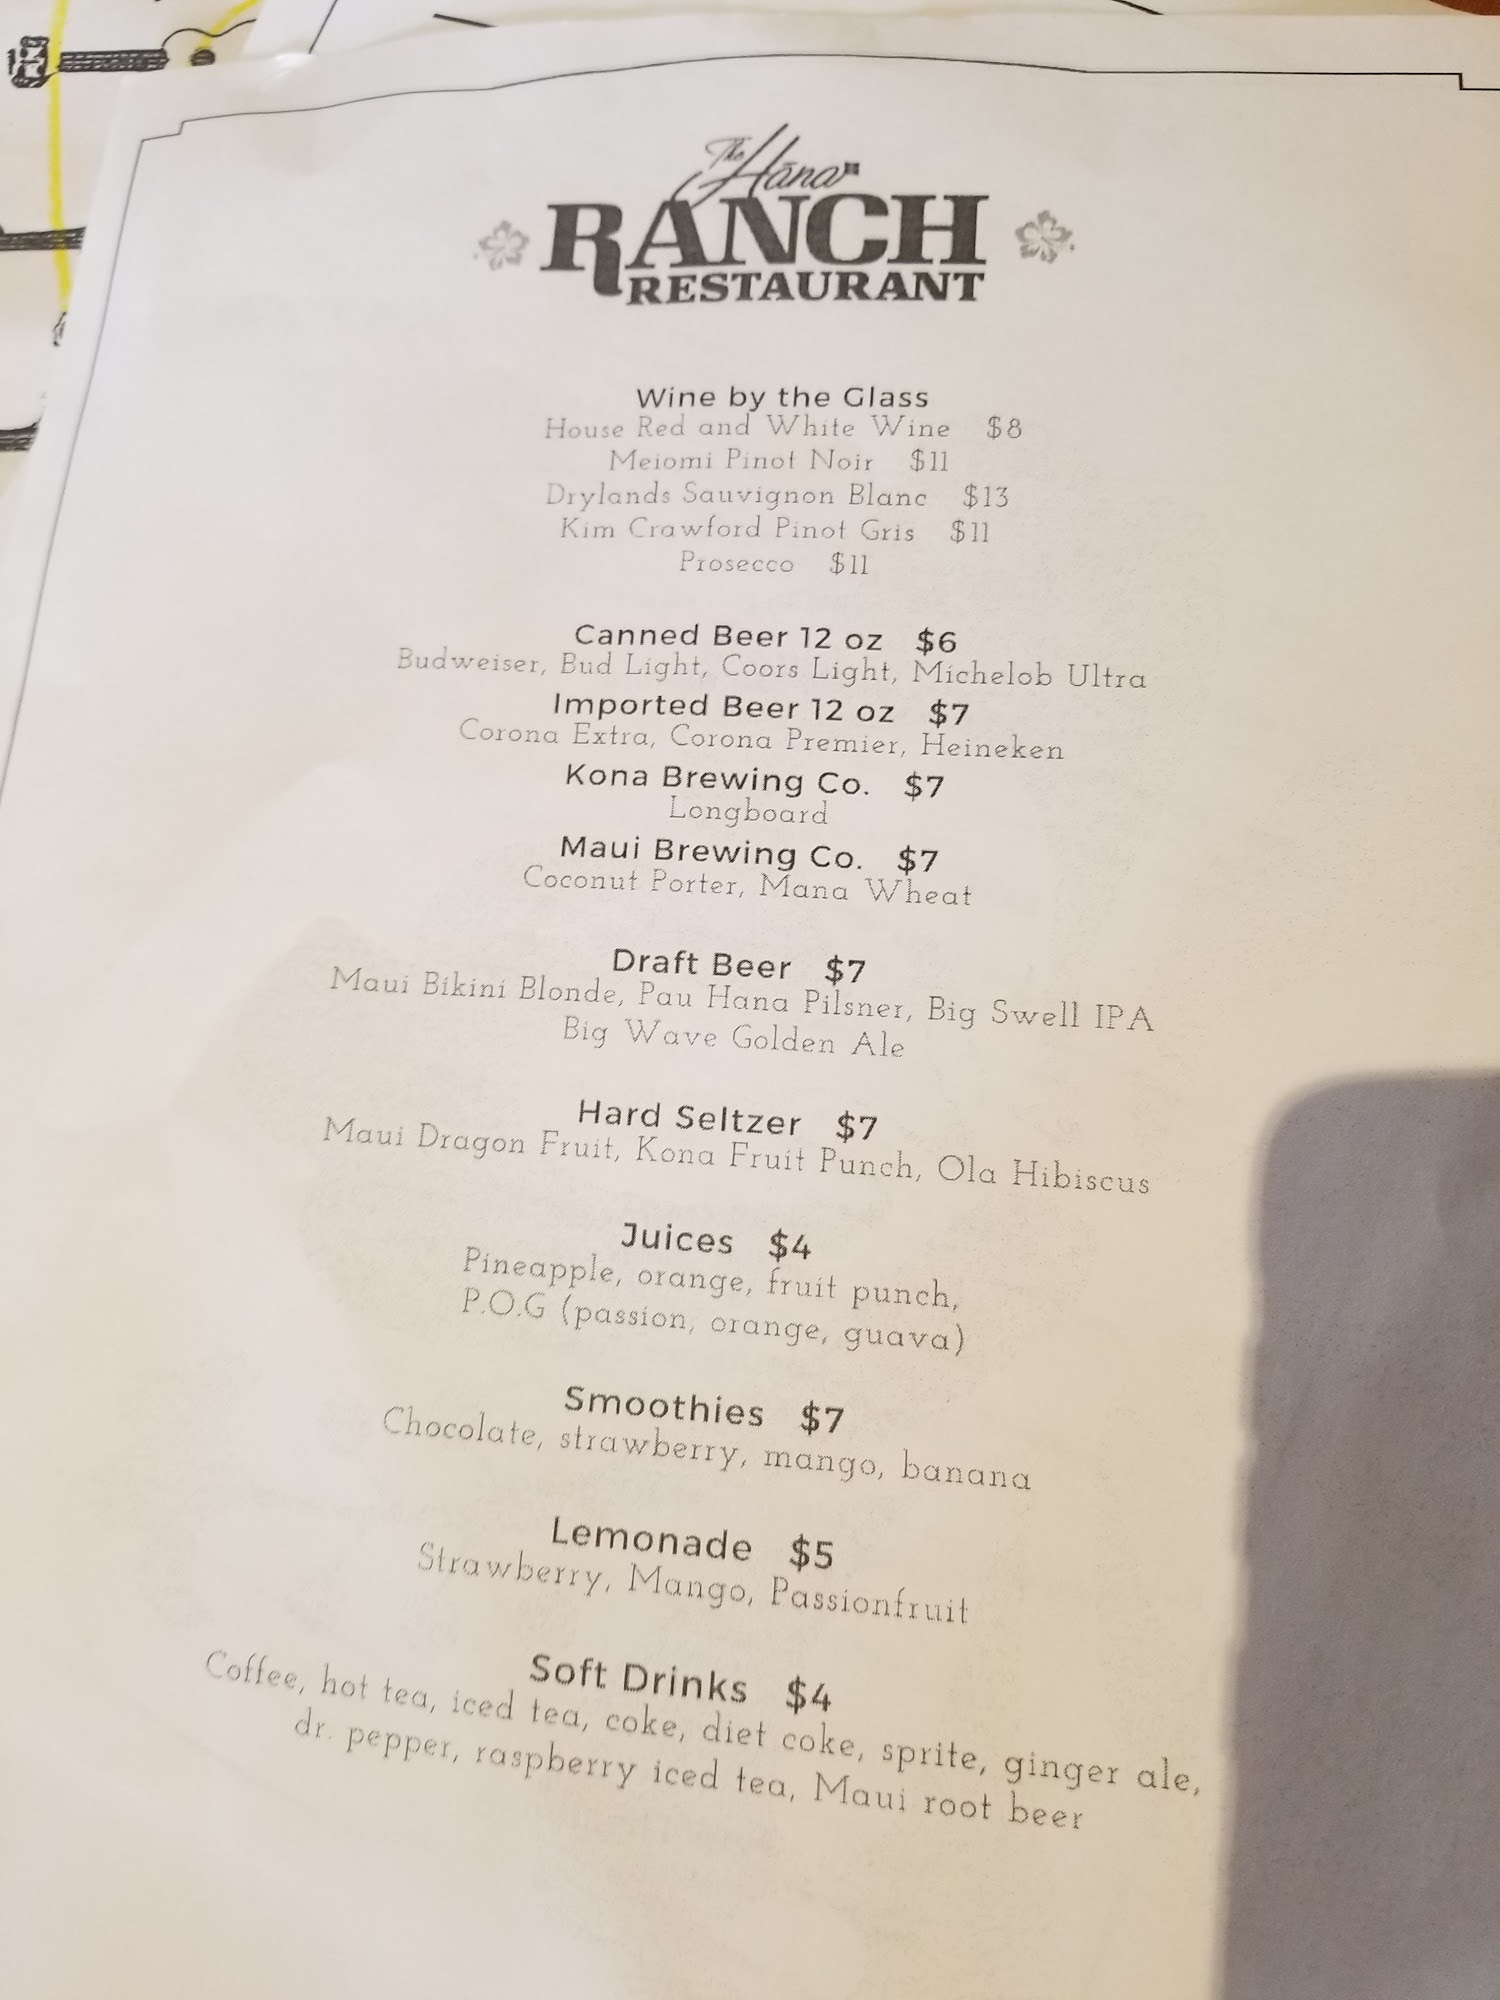 The Hāna
RANCH
RESTAURANT
Wine by the Glass
House Red and White Wine $8
Meiomi Pinot Noir $11
Drylands Sauvignon Blanc $13
Kim Crawford Pinot Gris $11
Prosecco $11
Canned Beer 12 oz $6
Budweiser, Bud Light, Coors Light, Michelob Ultra
Imported Beer 12 oz $7
Corona Extra, Corona Premier, Heineken
Kona Brewing Co. $7
Longboard
Maui Brewing Co. $7
Coconut Porter, Mana Wheat
Draft Beer $7
Maui Bikini Blonde, Pau Hana Pilsner, Big Swell IPA
Big Wave Golden Ale
Hard Seltzer $7
Maui Dragon Fruit, Kona Fruit Punch, Ola Hibiscus
Juices $4
Pineapple, orange, fruit punch,
P.O.G (passion, orange, guava)
Smoothies $7
Chocolate, strawberry, mango, banana
Lemonade $5
Strawberry, Mango, Passionfruit
Soft Drinks $4
Coffee, hot tea, iced tea, coke, diet coke, sprite, ginger ale,
dr. pepper, raspberry iced tea, Maui root beer